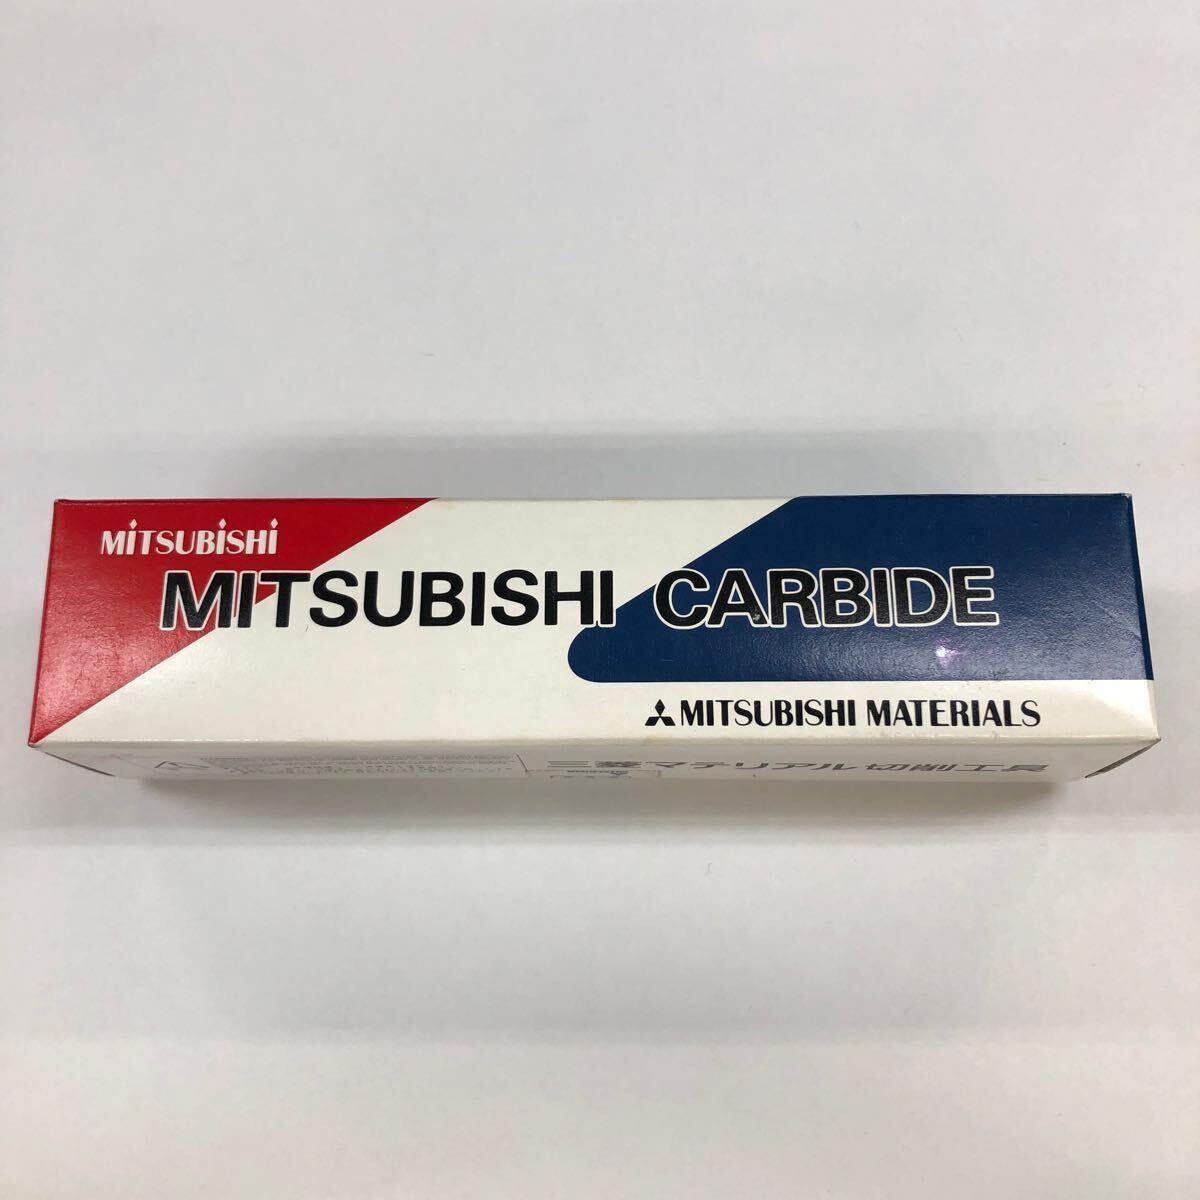 MITSUBISHI
MITSUBISHI CARBIDE
MITSUBISHI MATERIALS
三菱マテリアル切削工具